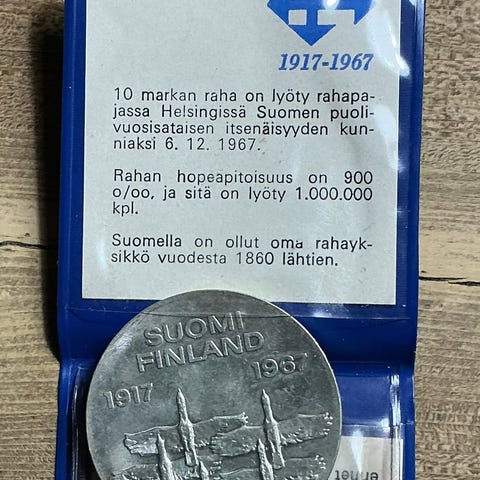 1917-1967
10 markan raha on lyöty rahapa-
jassa Helsingissä Suomen puoli-
vuosisataisen itsenäisyyden kun-
niaksi 6. 12. 1967.
Rahan hopeapitoisuus on 900
o/oo, ja sitä on lyöty 1.000.000
kpl.
Suomella on ollut oma rahayk-
sikkö vuodesta 1860 lähtien.
SUOMI
FINLAND
1917 1967